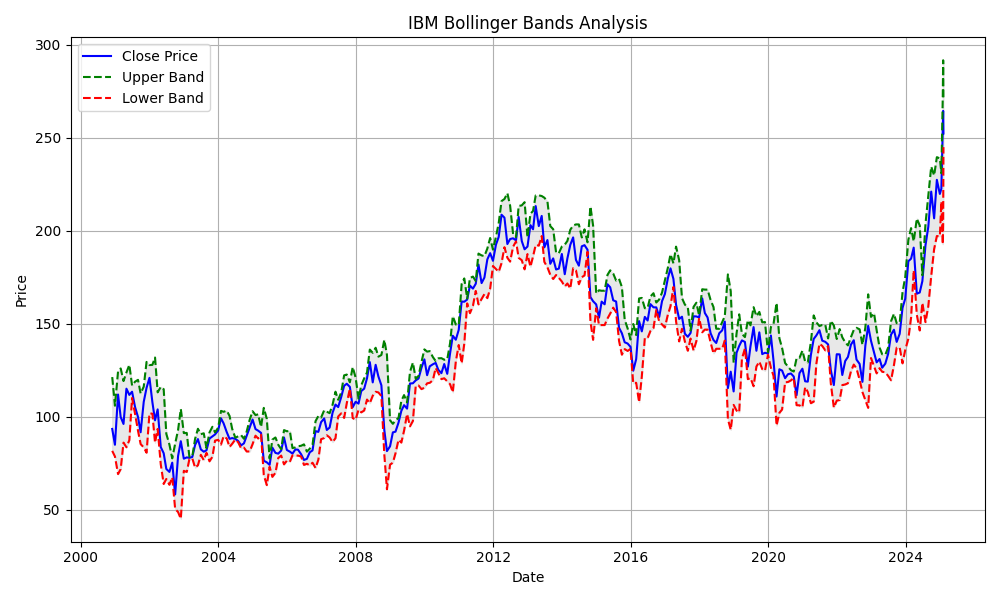 IBM Bollinger Bands Analysis
Close Price
Upper Band
Lower Band
Price
300
250
200
150
100
50
2000
2004
2008
2012
2016
2020
2024
Date